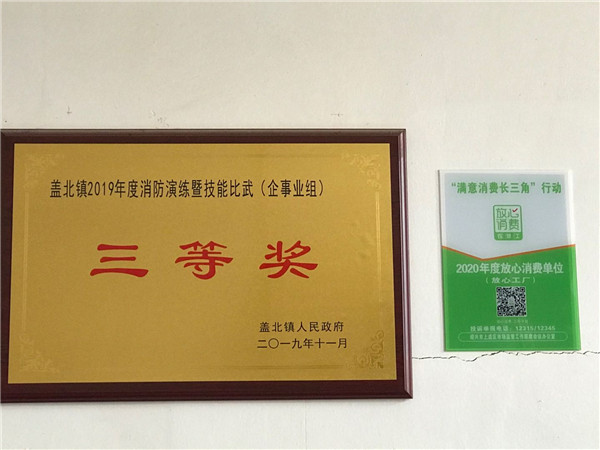 盖北镇2019年度消防演练暨技能比武（企事业组）
三等奖
盖北镇人民政府
二〇一九年十一月
“满意消费长三角”行动
放心
消费
2020年度放心消费单位
（放心工厂）
投诉举报电话：12315/12345